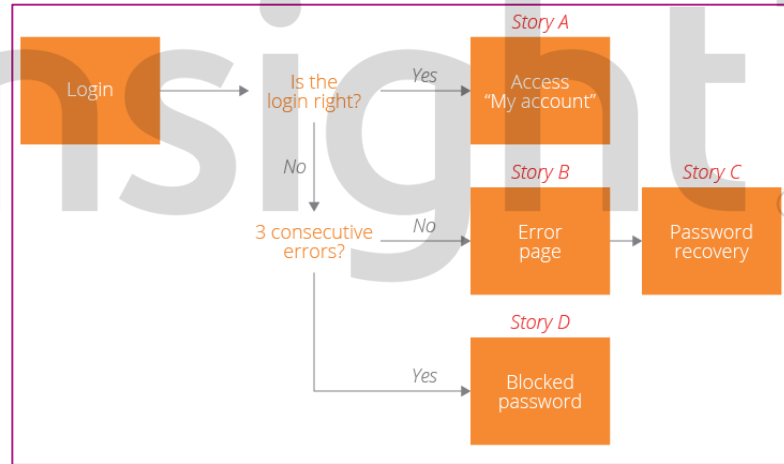 Story A
Login
Is the
login right?
Yes
Access
“My account”
No
Story B
Story C
3 consecutive
errors?
No
Error
page
Password
recovery
Story D
Yes
Blocked
password
nsight